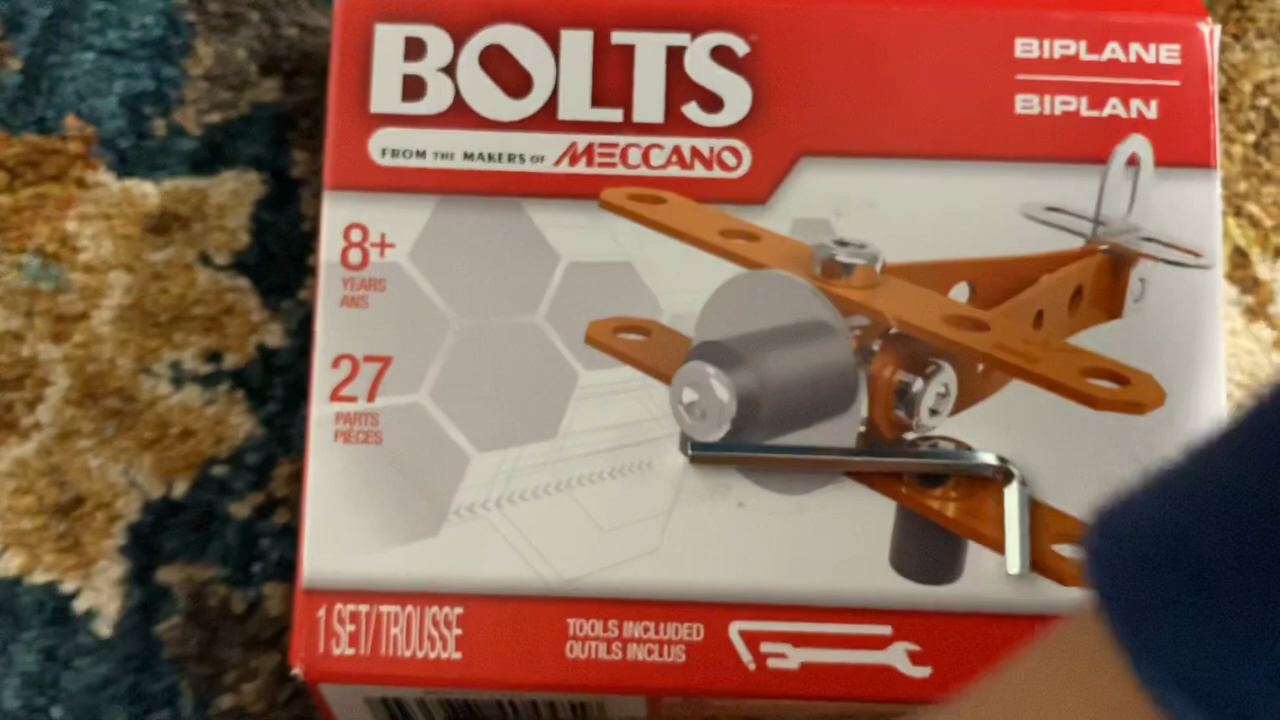 BOLTS
FROM THE MAKERS OF MECCANO
BIPLANE
BIPLAN
8+
YEARS
ANS
27
PARTS
PIÈCES
1 SET/TROUSSE
TOOLS INCLUDED
OUTILS INCLUS